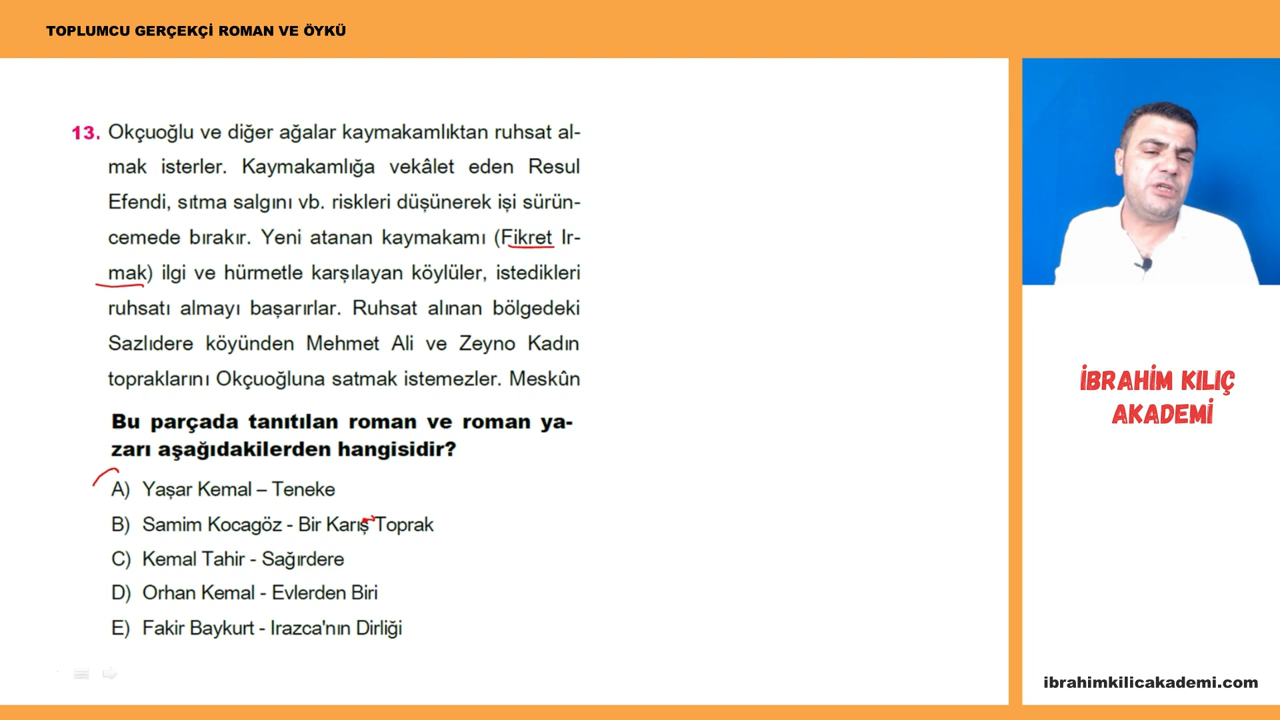 TOPLUMCU GERÇEKÇİ ROMAN VE ÖYKÜ
13. Okçuoğlu ve diğer ağalar kaymakamlıktan ruhsat al-
mak isterler. Kaymakamlığa vekâlet eden Resul
Efendi, sıtma salgını vb. riskleri düşünerek işi sürün-
cemede bırakır. Yeni atanan kaymakamı (Fikret Ir-
mak) ilgi ve hürmetle karşılayan köylüler, istedikleri
ruhsatı almayı başarırlar. Ruhsat alınan bölgedeki
Sazlıdere köyünden Mehmet Ali ve Zeyno Kadın
topraklarını Okçuoğluna satmak istemezler. Meskûn
Bu parçada tanıtılan roman ve roman ya-
zarı aşağıdakilerden hangisidir?
A) Yaşar Kemal – Teneke
B) Samim Kocagöz - Bir Karış Toprak
C) Kemal Tahir - Sağırdere
D) Orhan Kemal - Evlerden Biri
E) Fakir Baykurt - Irazca'nın Dirliği
İBRAHİM KILIÇ
AKADEMİ
ibrahimkilicakademi.com